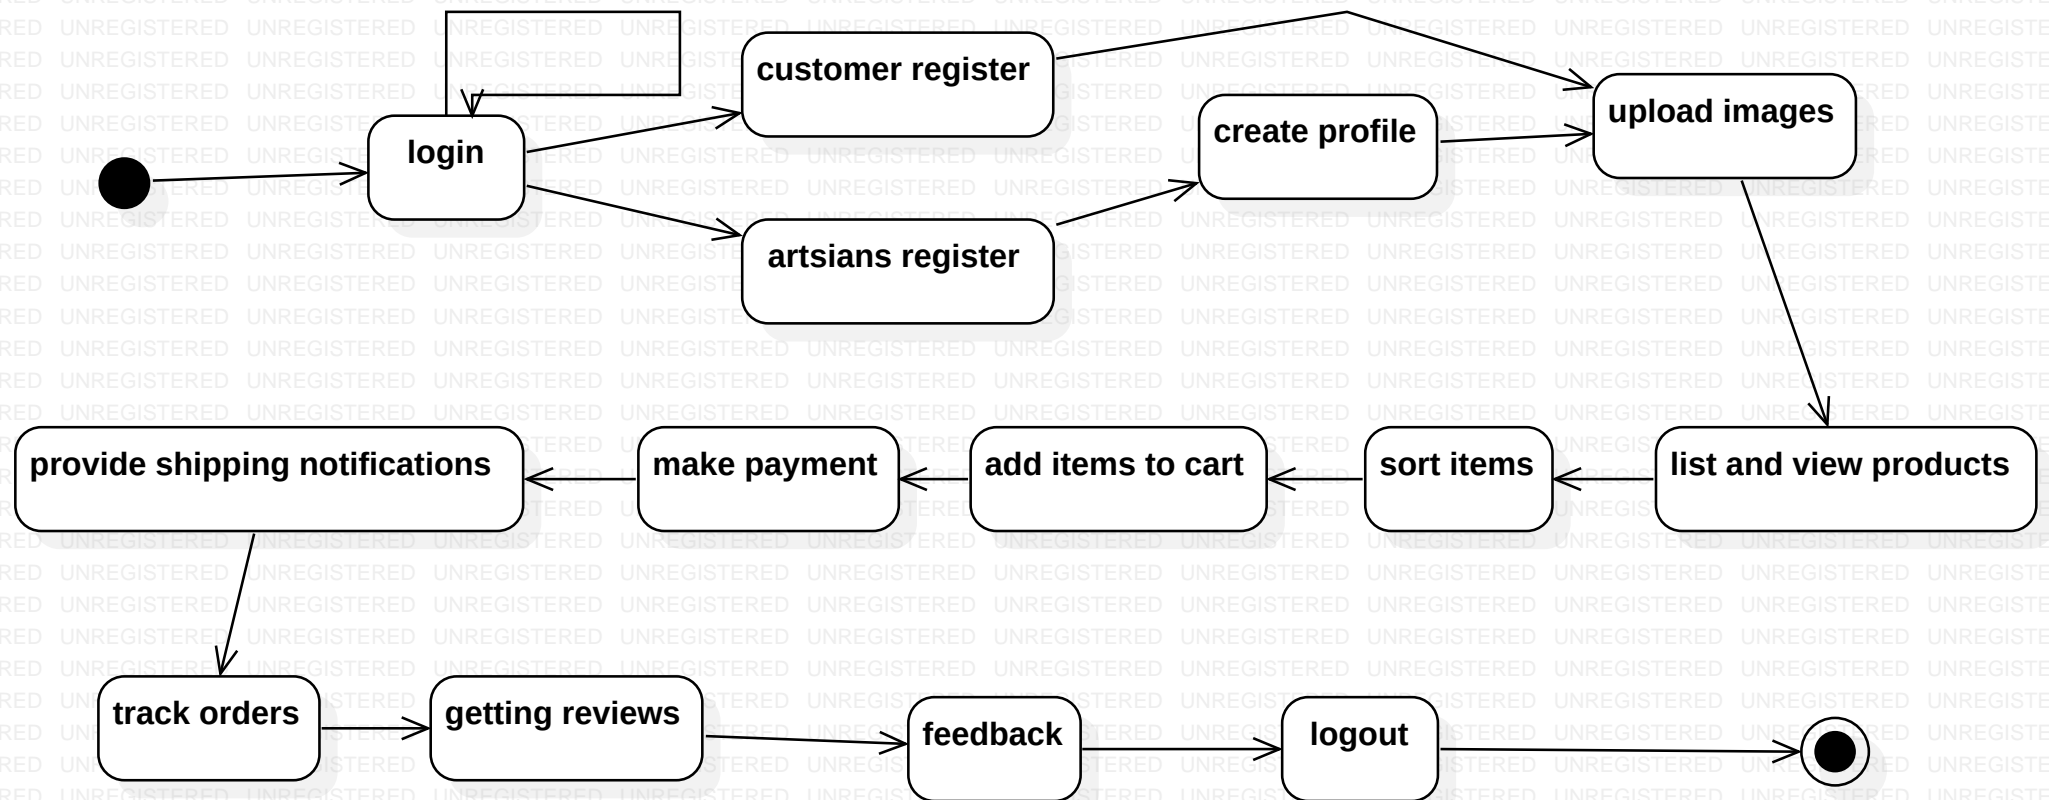 customer register
upload images
create profile
login
artsians register
provide shipping notifications
make payment
add items to cart
sort items
list and view products
track orders
getting reviews
feedback
logout
UNREGISTERED